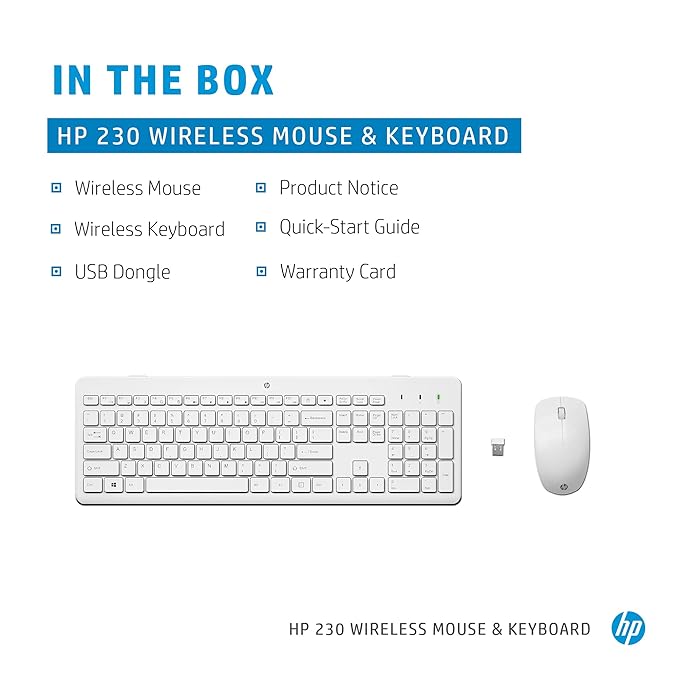 IN THE BOX
HP 230 WIRELESS MOUSE & KEYBOARD
Wireless Mouse
Wireless Keyboard
USB Dongle
Product Notice
Quick-Start Guide
Warranty Card
HP 230 WIRELESS MOUSE & KEYBOARD
hp